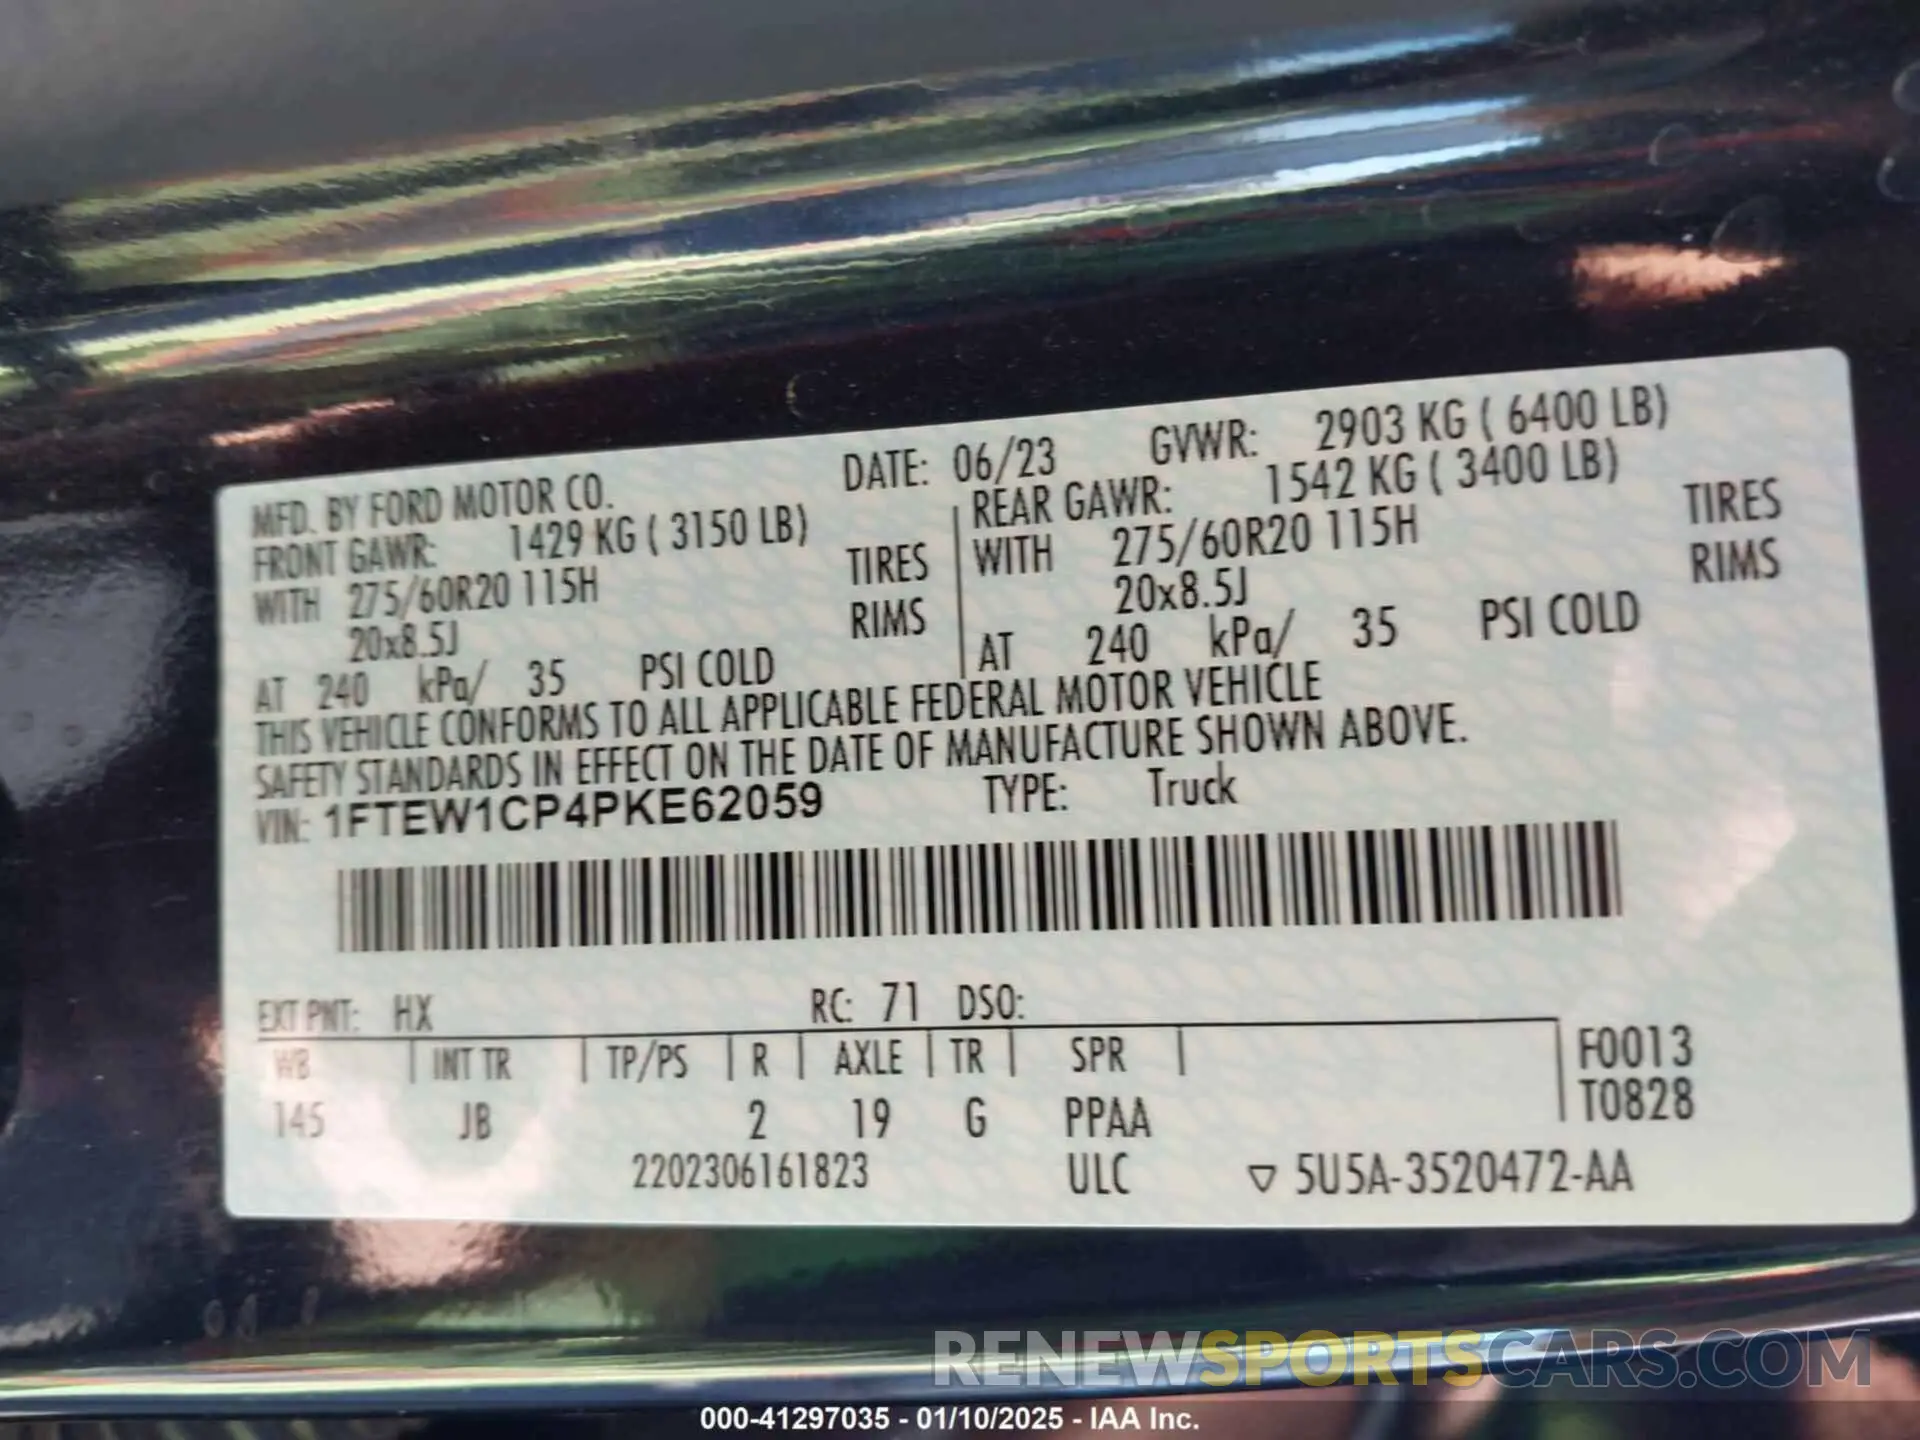 MFD. BY FORD MOTOR CO. DATE: 06/23 GVWR: 2903 KG ( 6400 LB)
FRONT GAWR: 1429 KG ( 3150 LB) REAR GAWR: 1542 KG ( 3400 LB)
WITH 275/60R20 115H TIRES WITH 275/60R20 115H TIRES
20x8.5J RIMS 20x8.5J RIMS
AT 240 kPa/ 35 PSI COLD AT 240 kPa/ 35 PSI COLD
THIS VEHICLE CONFORMS TO ALL APPLICABLE FEDERAL MOTOR VEHICLE
SAFETY STANDARDS IN EFFECT ON THE DATE OF MANUFACTURE SHOWN ABOVE.
VIN: 1FTEW1CP4PKE62059 TYPE: Truck
EXT PNT: HX RC: 71 DSO:
WB INT TR TP/PS R AXLE TR SPR F0013
145 JB 2 19 G PPAA T0828
2202306161823 ULC ▽ 5U5A-3520472-AA
RENEWSPORTSCARS.COM
000-41297035 - 01/10/2025 - IAA Inc.